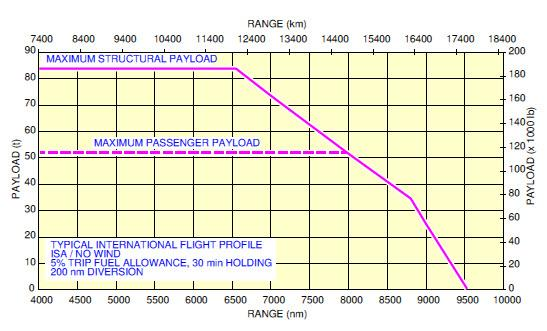 RANGE (km)
7400 8400 9400 10400 11400 12400 13400 14400 15400 16400 17400 18400
90 200
MAXIMUM STRUCTURAL PAYLOAD
80 180
70 160
60 140
MAXIMUM PASSENGER PAYLOAD
50 120
40 100
30 80
20 60
10 40
0 20
0
PAYLOAD (t)
PAYLOAD (x 1000 lb)
TYPICAL INTERNATIONAL FLIGHT PROFILE
ISA / NO WIND
5% TRIP FUEL ALLOWANCE, 30 min HOLDING
200 nm DIVERSION
4000 4500 5000 5500 6000 6500 7000 7500 8000 8500 9000 9500 10000
RANGE (nm)